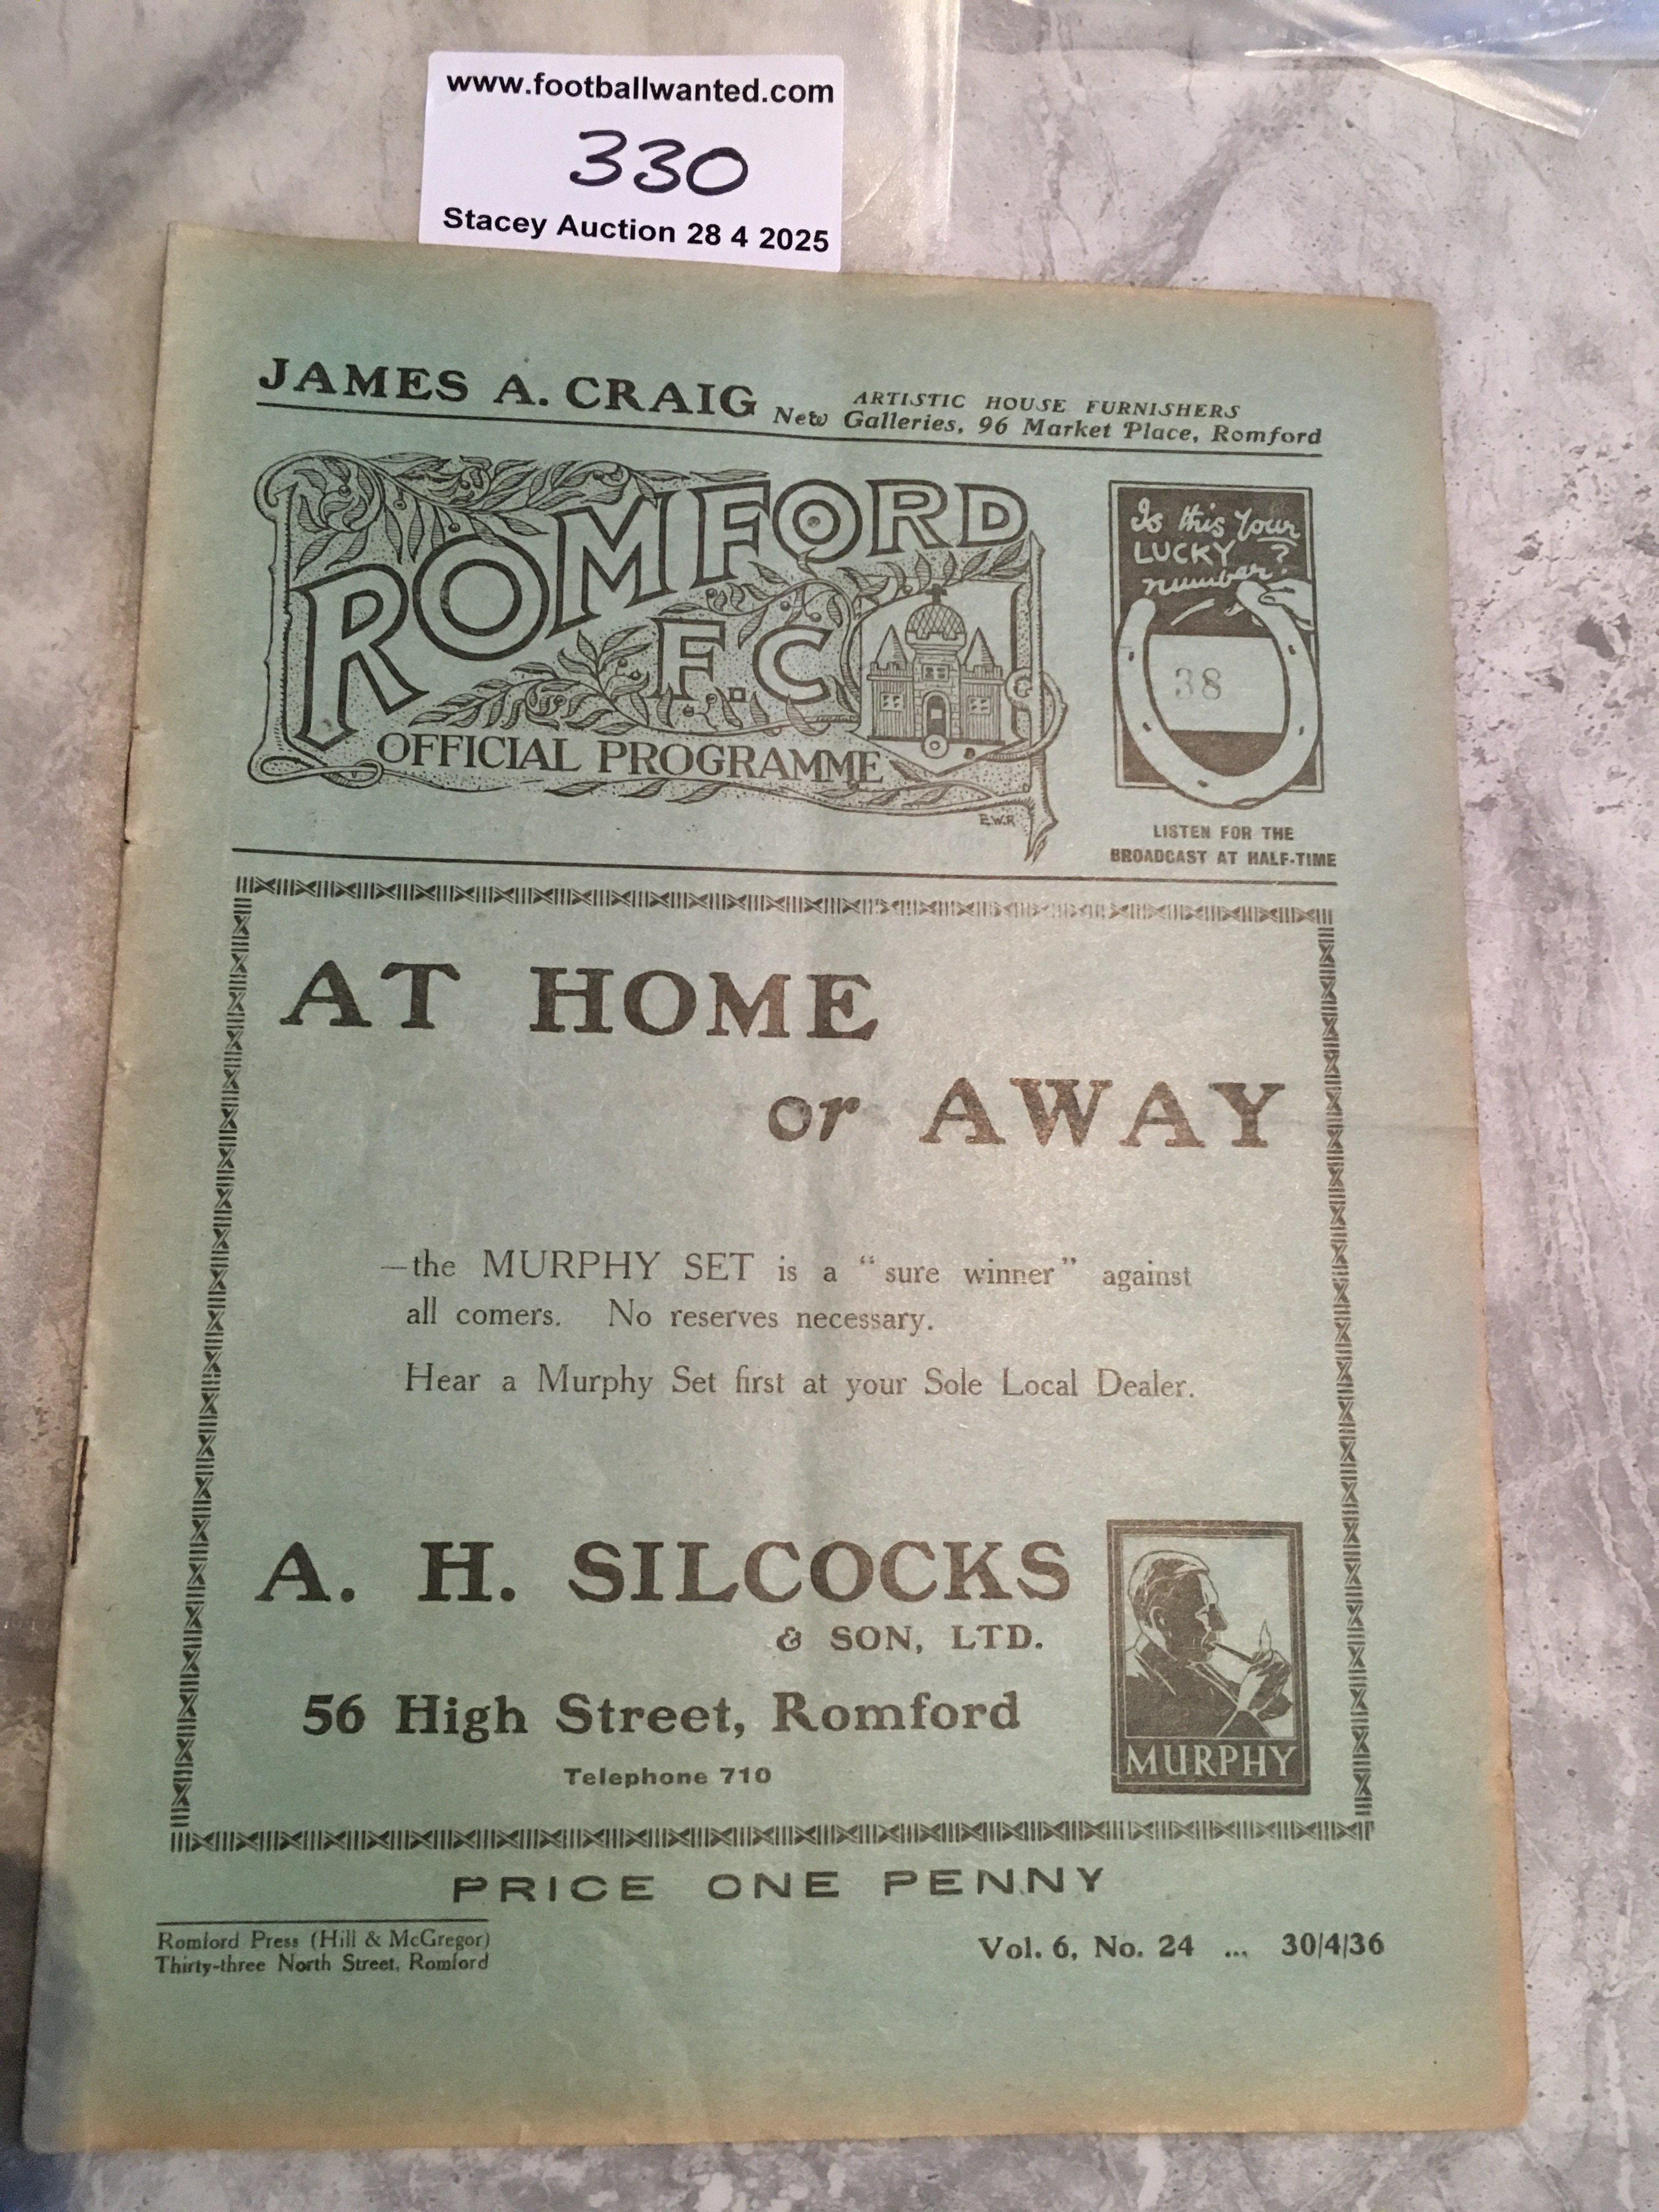 www.footballwanted.com
330
Stacey Auction 28 4 2025
JAMES A. CRAIG
ARTISTIC HOUSE FURNISHERS
New Galleries, 96 Market Place, Romford
ROMFORD
F.C
OFFICIAL PROGRAMME
E.W.R
Is this Your
LUCKY
number?
38
LISTEN FOR THE
BROADCAST AT HALF-TIME
AT HOME
or AWAY
—the MURPHY SET is a "sure winner" against
all comers. No reserves necessary.
Hear a Murphy Set first at your Sole Local Dealer.
A. H. SILCOCKS
& SON, LTD.
56 High Street, Romford
Telephone 710
MURPHY
PRICE ONE PENNY
Romford Press (Hill & McGregor)
Thirty-three North Street, Romford
Vol. 6, No. 24 ... 30/4/36